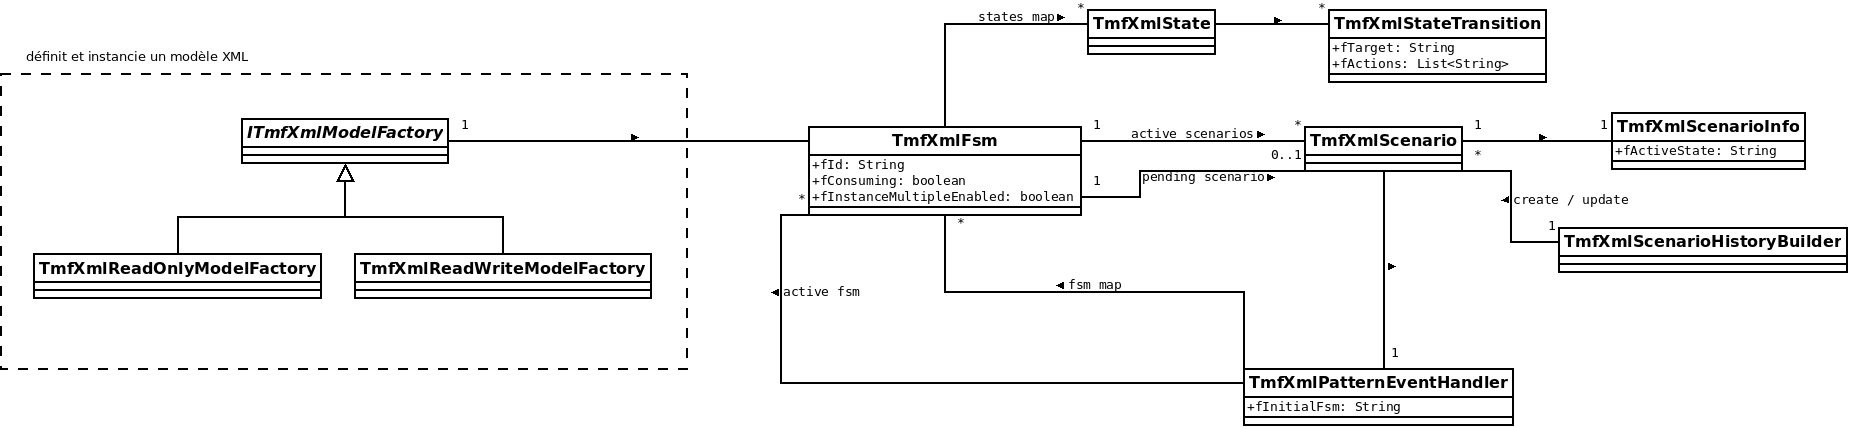 states map
*
TmfXmlState
*
TmfXmlStateTransition
+fTarget: String
+fActions: List<String>
définit et instancie un modèle XML
ITmfXmlModelFactory
1
TmfXmlFsm
+fId: String
+fConsuming: boolean
+fInstanceMultipleEnabled: boolean
1
active scenarios
*
TmfXmlScenario
1
1
TmfXmlScenarioInfo
+fActiveState: String
0..1
*
1
pending scenario
*
*
create / update
1
TmfXmlScenarioHistoryBuilder
TmfXmlReadOnlyModelFactory
TmfXmlReadWriteModelFactory
active fsm
fsm map
1
TmfXmlPatternEventHandler
+fInitialFsm: String